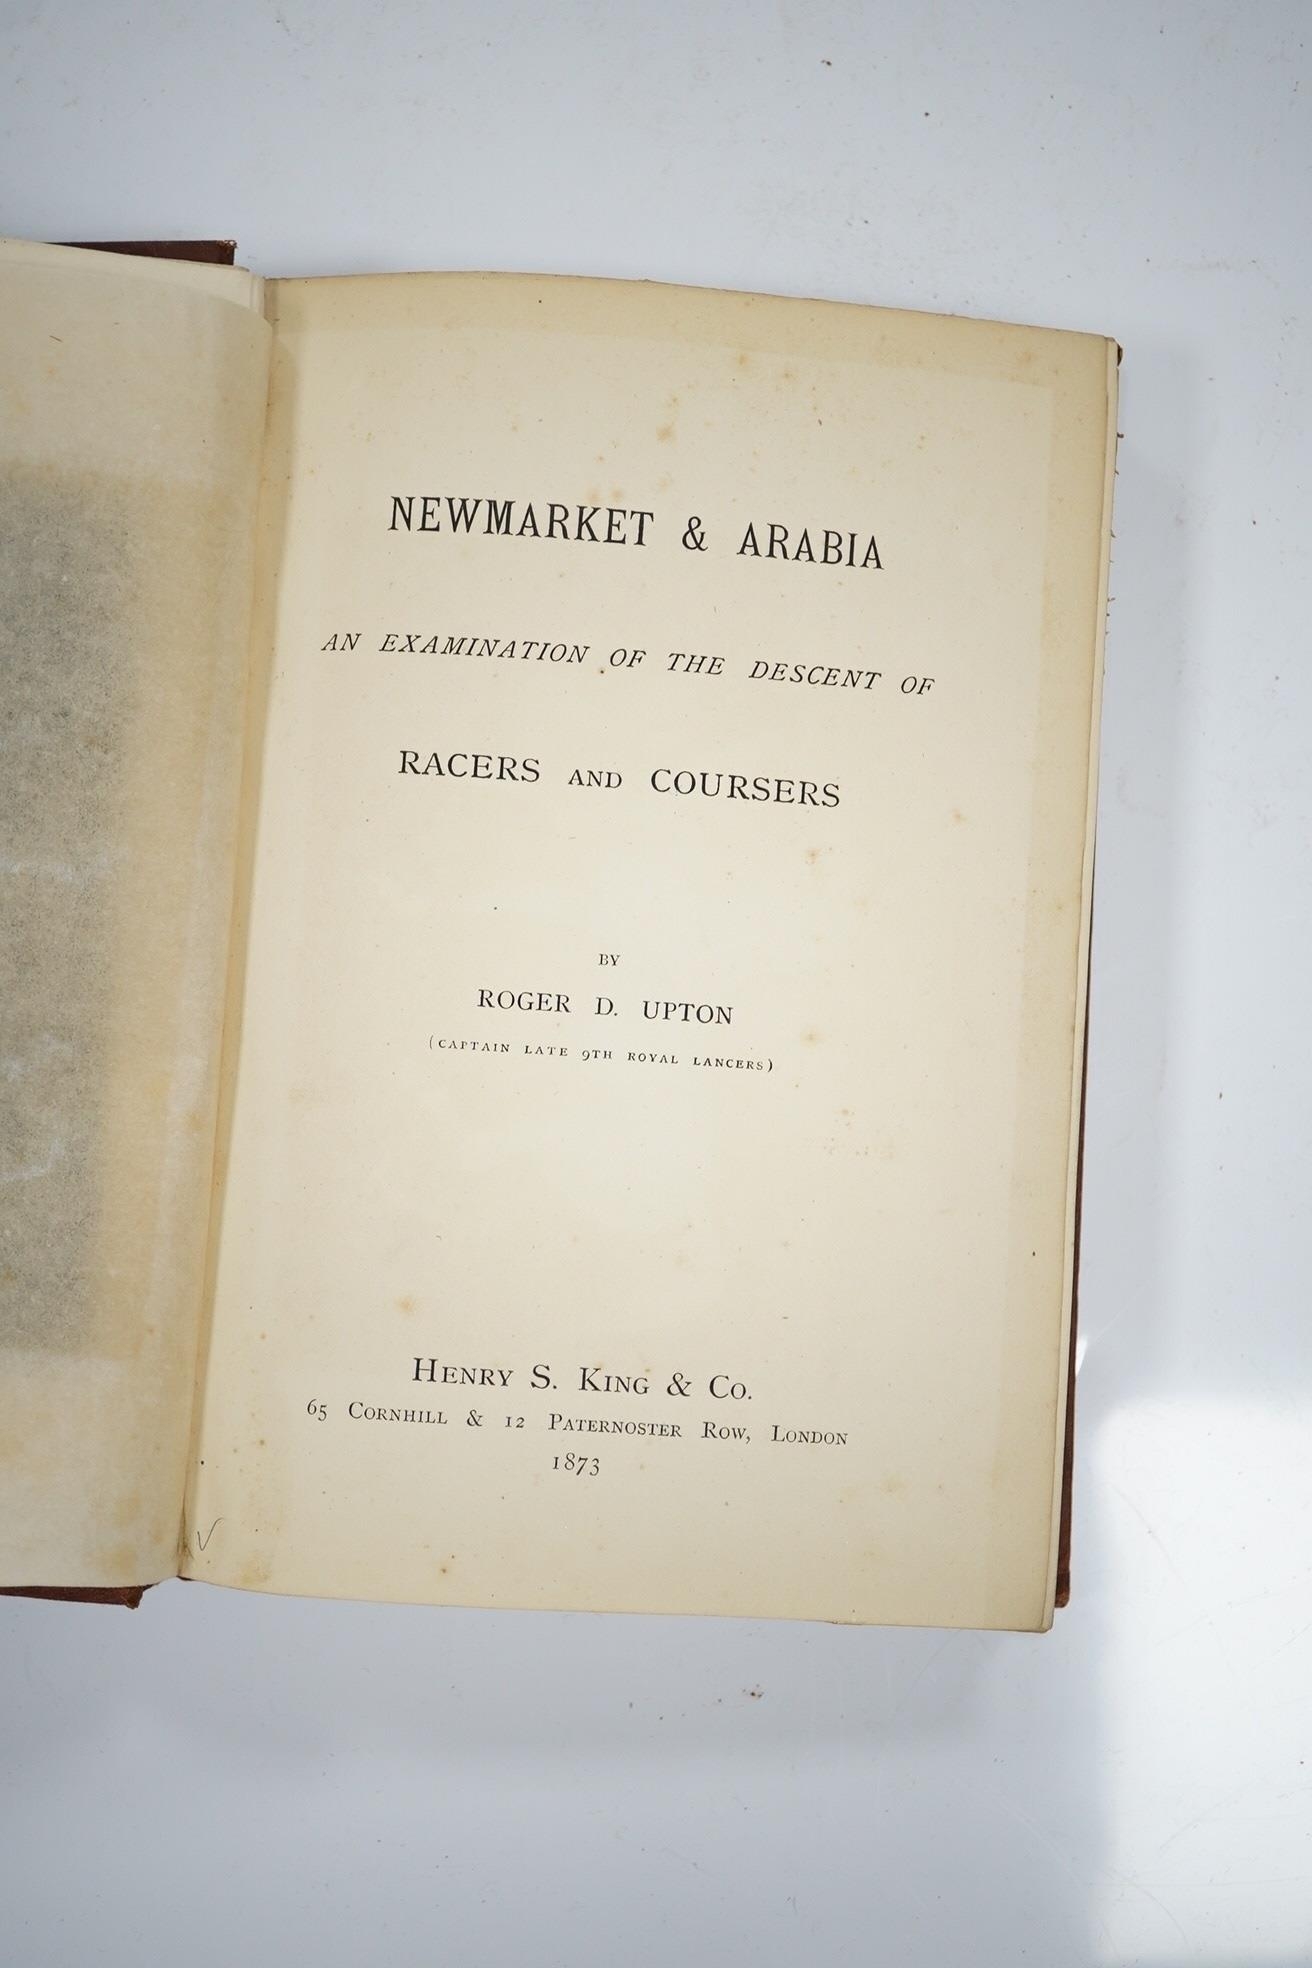 NEWMARKET & ARABIA
AN EXAMINATION OF THE DESCENT OF
RACERS AND COURSERS
BY
ROGER D. UPTON
(CAPTAIN LATE 9TH ROYAL LANCERS)
HENRY S. KING & CO.
65 CORNHILL & 12 PATERNOSTER ROW, LONDON
1873